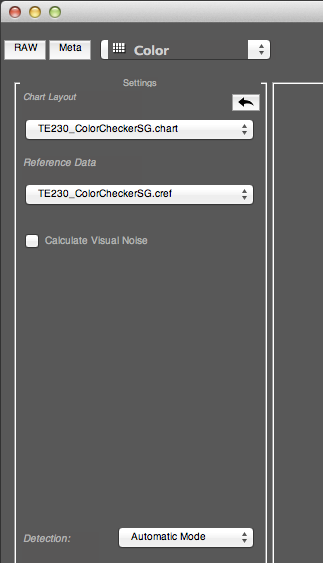 RAW Meta Color
Settings
Chart Layout
TE230_ColorCheckerSG.chart
Reference Data
TE230_ColorCheckerSG.cref
Calculate Visual Noise
Detection: Automatic Mode